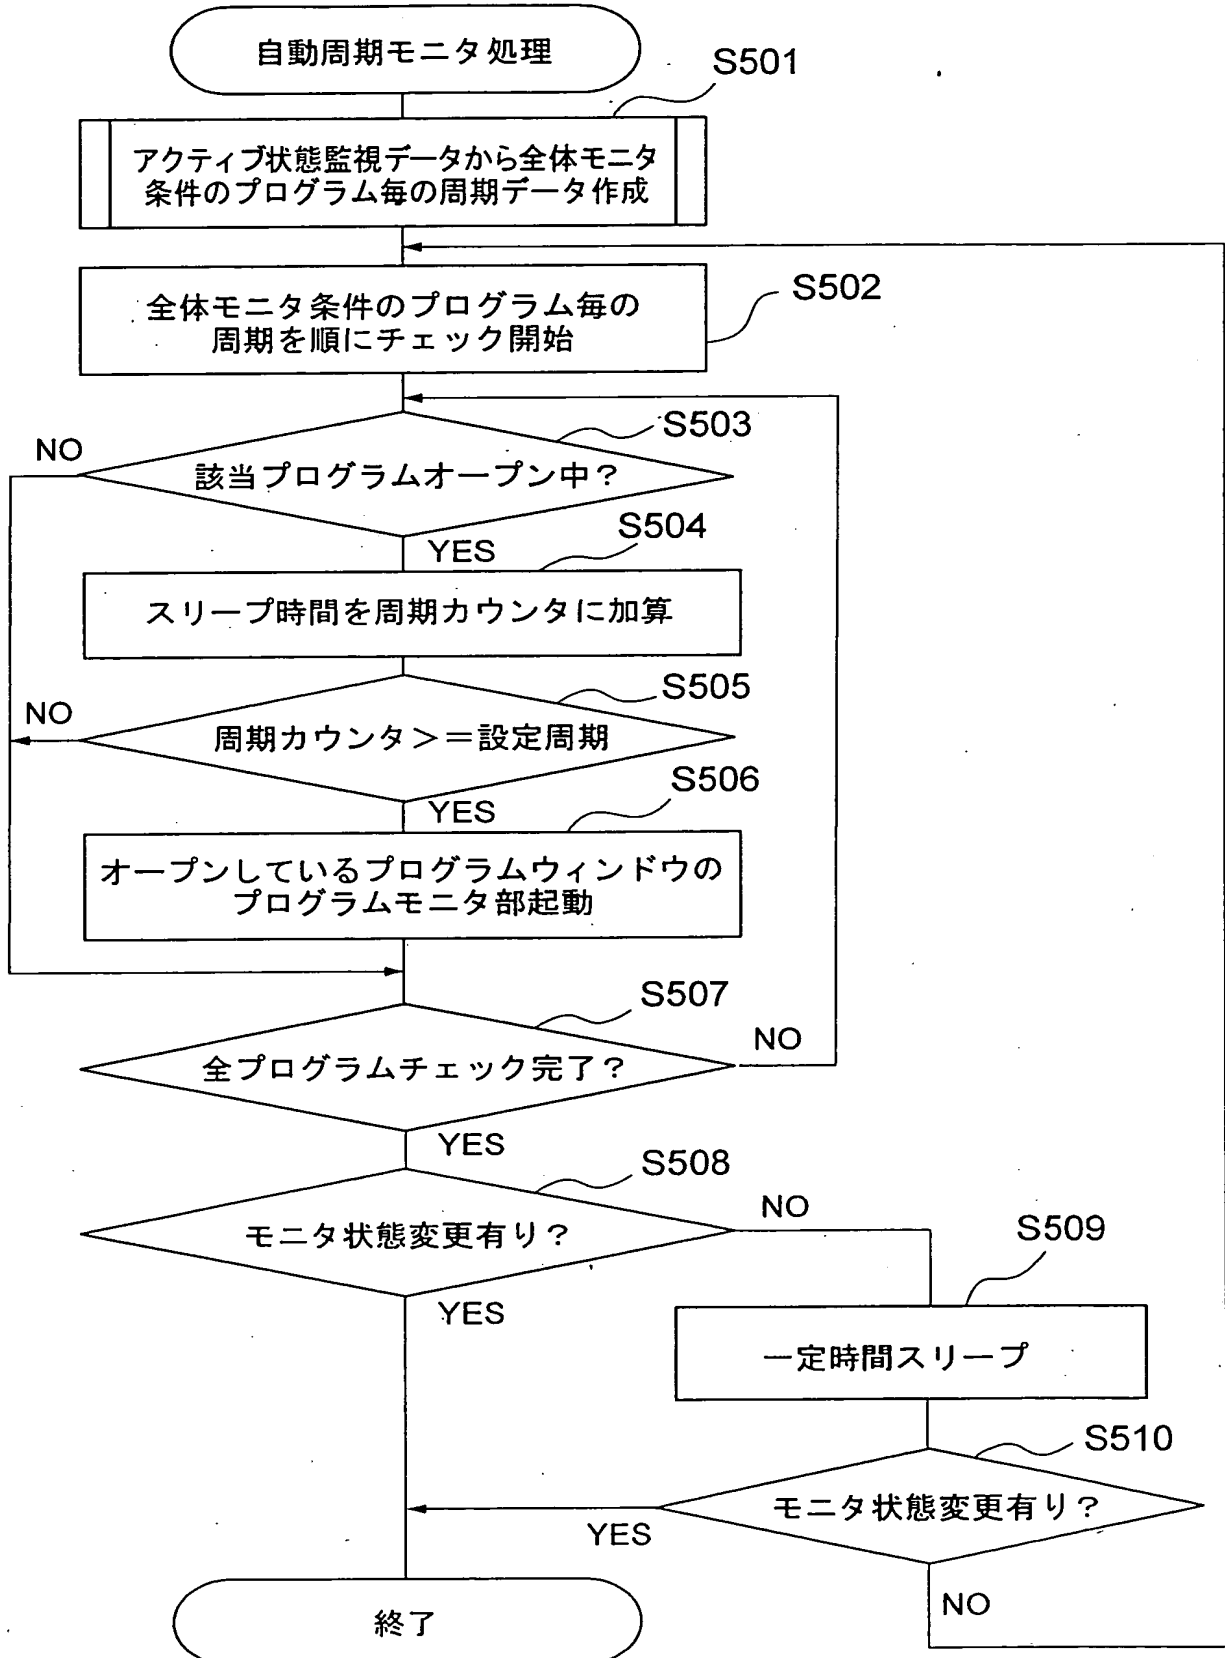 自動周期モニタ処理
S501
アクティブ状態監視データから全体モニタ
条件のプログラム毎の周期データ作成
S502
全体モニタ条件のプログラム毎の
周期を順にチェック開始
S503
NO
該当プログラムオープン中？
S504
YES
スリープ時間を周期カウンタに加算
S505
NO
周期カウンタ＞＝設定周期
S506
YES
オープンしているプログラムウィンドウの
プログラムモニタ部起動
S507
NO
全プログラムチェック完了？
YES
S508
NO
モニタ状態変更有り？
S509
YES
一定時間スリープ
S510
モニタ状態変更有り？
YES
NO
終了